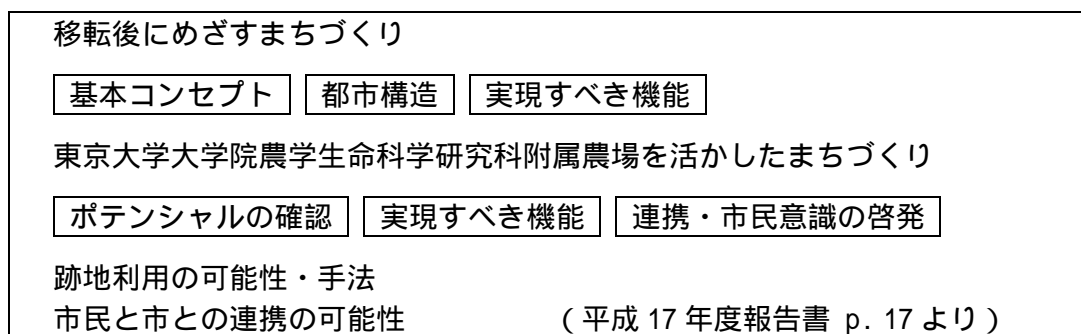 移転後にめざすまちづくり
基本コンセプト 都市構造 実現すべき機能
東京大学大学院農学生命科学研究科附属農場を活かしたまちづくり
ポテンシャルの確認 実現すべき機能 連携・市民意識の啓発
跡地利用の可能性・手法
市民と市との連携の可能性 (平成 17 年度報告書 p. 17 より)